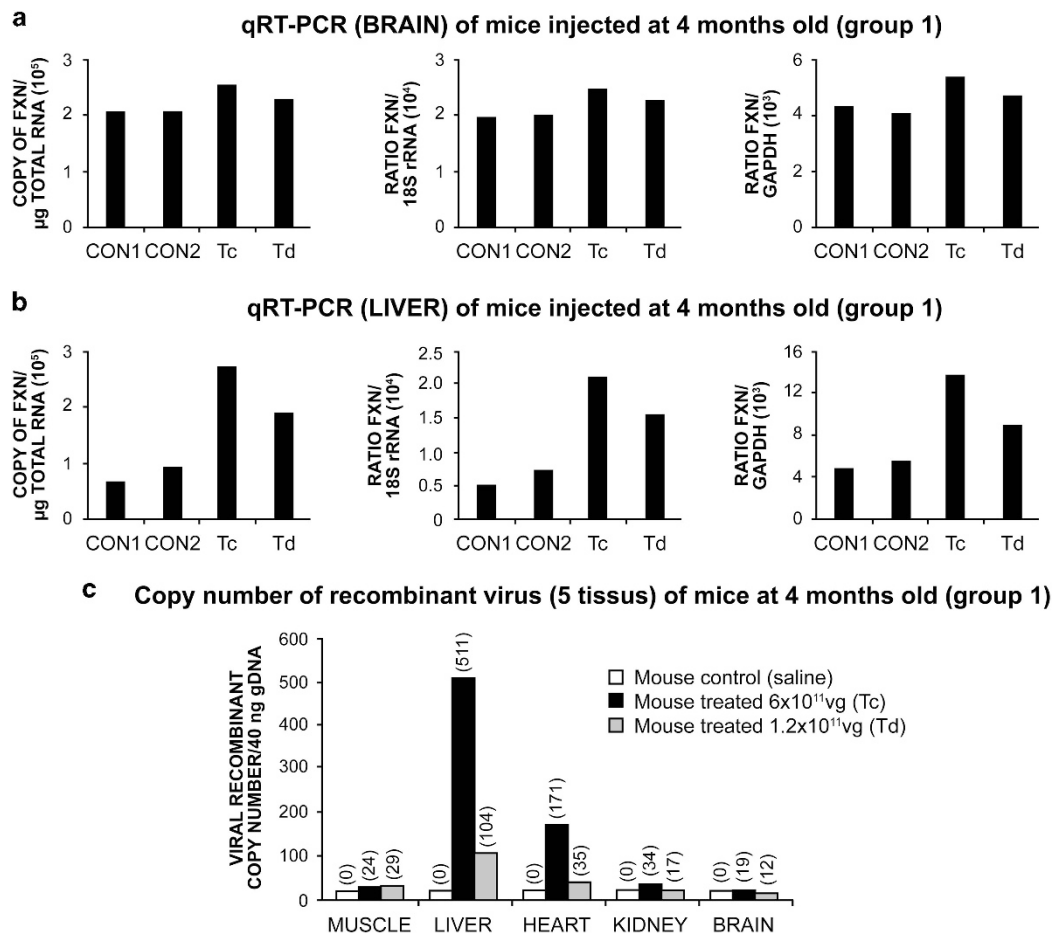 a
qRT-PCR (BRAIN) of mice injected at 4 months old (group 1)
COPY OF FXN/
µg TOTAL RNA (10⁵)
3
2
1
0
CON1 CON2 Tc Td
RATIO FXN/
18S rRNA (10⁴)
3
2
1
0
CON1 CON2 Tc Td
RATIO FXN/
GAPDH (10³)
6
4
2
0
CON1 CON2 Tc Td
b
qRT-PCR (LIVER) of mice injected at 4 months old (group 1)
COPY OF FXN/
µg TOTAL RNA (10⁵)
3
2
1
0
CON1 CON2 Tc Td
RATIO FXN/
18S rRNA (10⁴)
2.5
2.0
1.5
1.0
0.5
0
CON1 CON2 Tc Td
RATIO FXN/
GAPDH (10³)
16
12
8
4
0
CON1 CON2 Tc Td
c
Copy number of recombinant virus (5 tissus) of mice at 4 months old (group 1)
VIRAL RECOMBINANT
COPY NUMBER/40 ng gDNA
600
500
400
300
200
100
0
Mouse control (saline)
Mouse treated 6x10¹¹vg (Tc)
Mouse treated 1.2x10¹¹vg (Td)
(0) (24) (29) (0) (511) (104) (0) (171) (35) (0) (34) (17) (0) (19) (12)
MUSCLE LIVER HEART KIDNEY BRAIN